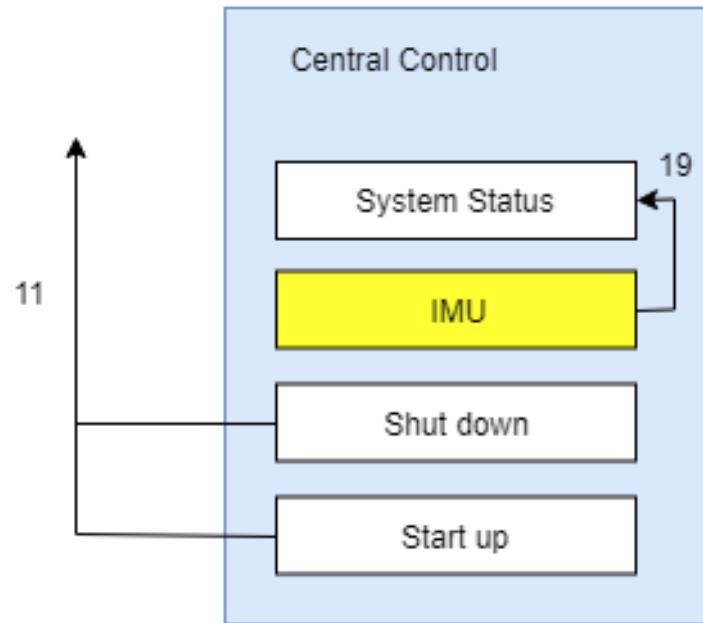 Central Control
19
System Status
11
IMU
Shut down
Start up